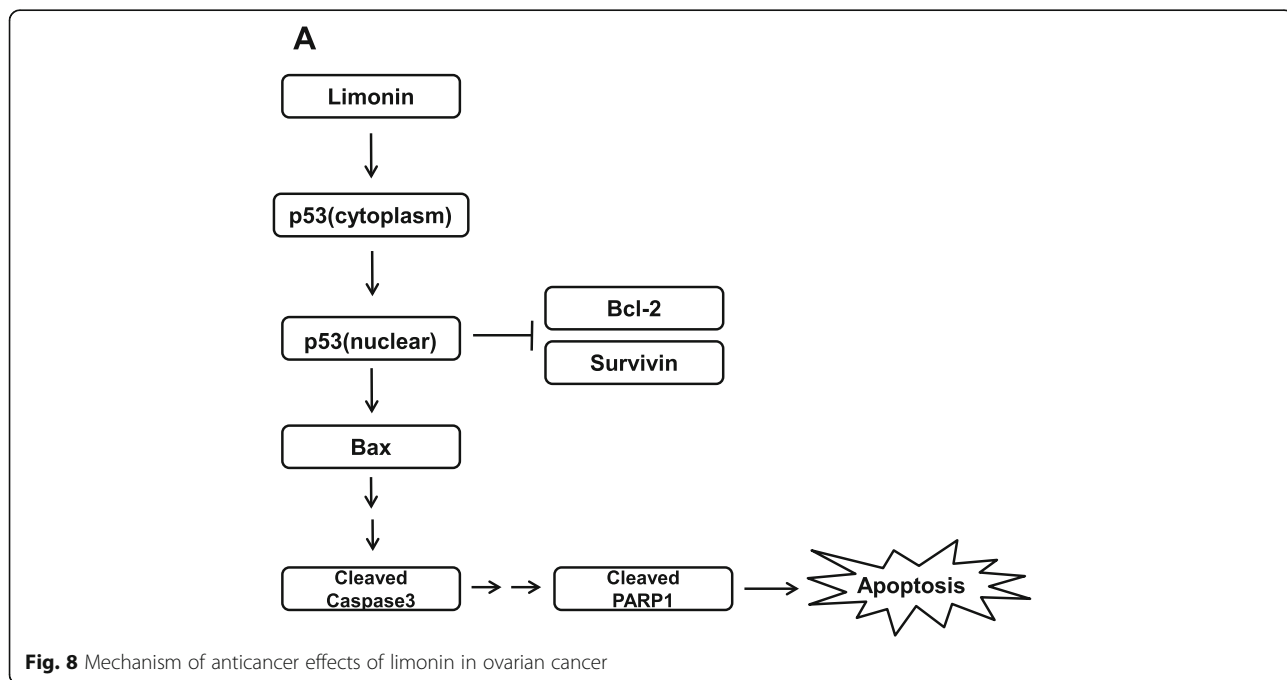 A
Limonin
p53(cytoplasm)
p53(nuclear)
Bcl-2
Survivin
Bax
Cleaved
Caspase3
Cleaved
PARP1
Apoptosis
Fig. 8 Mechanism of anticancer effects of limonin in ovarian cancer